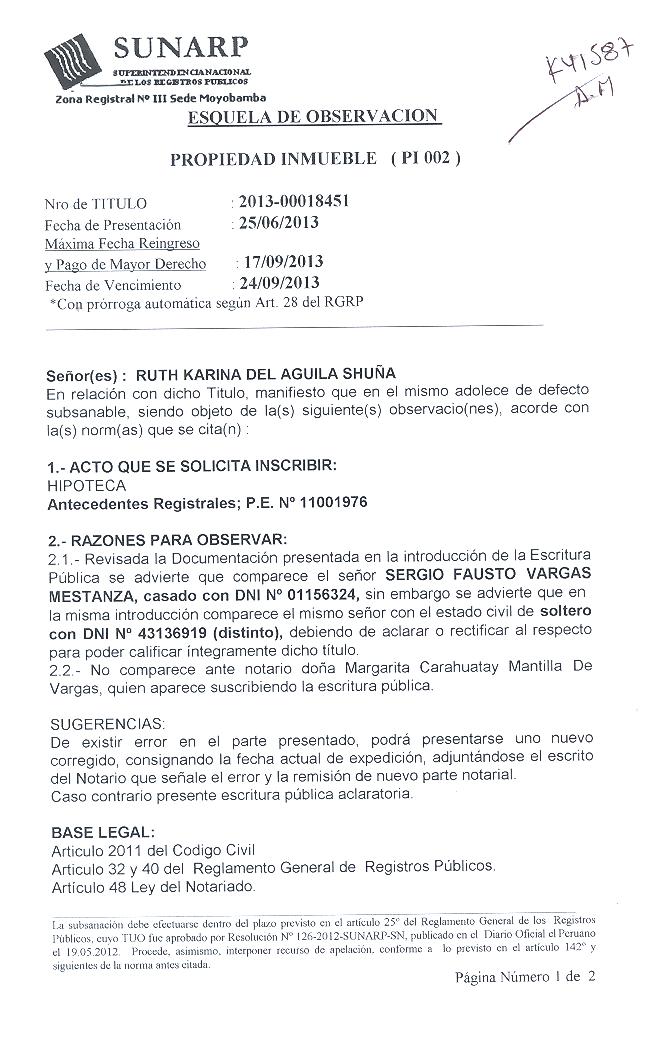 SUNARP
SUPERINTENDENCIA NACIONAL
DE LOS REGISTROS PUBLICOS
Zona Registral Nº III Sede Moyobamba
K41587
A.M
ESQUELA DE OBSERVACION
PROPIEDAD INMUEBLE ( PI 002 )
Nro de TITULO : 2013-00018451
Fecha de Presentación : 25/06/2013
Máxima Fecha Reingreso
y Pago de Mayor Derecho : 17/09/2013
Fecha de Vencimiento : 24/09/2013
*Con prórroga automática según Art. 28 del RGRP
Señor(es) : RUTH KARINA DEL AGUILA SHUÑA
En relación con dicho Titulo, manifiesto que en el mismo adolece de defecto
subsanable, siendo objeto de la(s) siguiente(s) observacio(nes), acorde con
la(s) norm(as) que se cita(n) :
1.- ACTO QUE SE SOLICITA INSCRIBIR:
HIPOTECA
Antecedentes Registrales; P.E. Nº 11001976
2.- RAZONES PARA OBSERVAR:
2.1.- Revisada la Documentación presentada en la introducción de la Escritura
Pública se advierte que comparece el señor SERGIO FAUSTO VARGAS
MESTANZA, casado con DNI Nº 01156324, sin embargo se advierte que en
la misma introducción comparece el mismo señor con el estado civil de soltero
con DNI Nº 43136919 (distinto), debiendo de aclarar o rectificar al respecto
para poder calificar íntegramente dicho título.
2.2.- No comparece ante notario doña Margarita Carahuatay Mantilla De
Vargas, quien aparece suscribiendo la escritura pública.
SUGERENCIAS:
De existir error en el parte presentado, podrá presentarse uno nuevo
corregido, consignando la fecha actual de expedición, adjuntándose el escrito
del Notario que señale el error y la remisión de nuevo parte notarial.
Caso contrario presente escritura pública aclaratoria.
BASE LEGAL:
Articulo 2011 del Codigo Civil
Articulo 32 y 40 del Reglamento General de Registros Públicos.
Articulo 48 Ley del Notariado.
La subsanación debe efectuarse dentro del plazo previsto en el artículo 25º del Reglamento General de los Registros
Públicos, cuyo TUO fue aprobado por Resolución Nº 126-2012-SUNARP-SN, publicado en el Diario Oficial el Peruano
el 19.05.2012. Procede, asimismo, interponer recurso de apelación, conforme a lo previsto en el artículo 142º y
siguientes de la norma antes citada.
Página Número 1 de 2